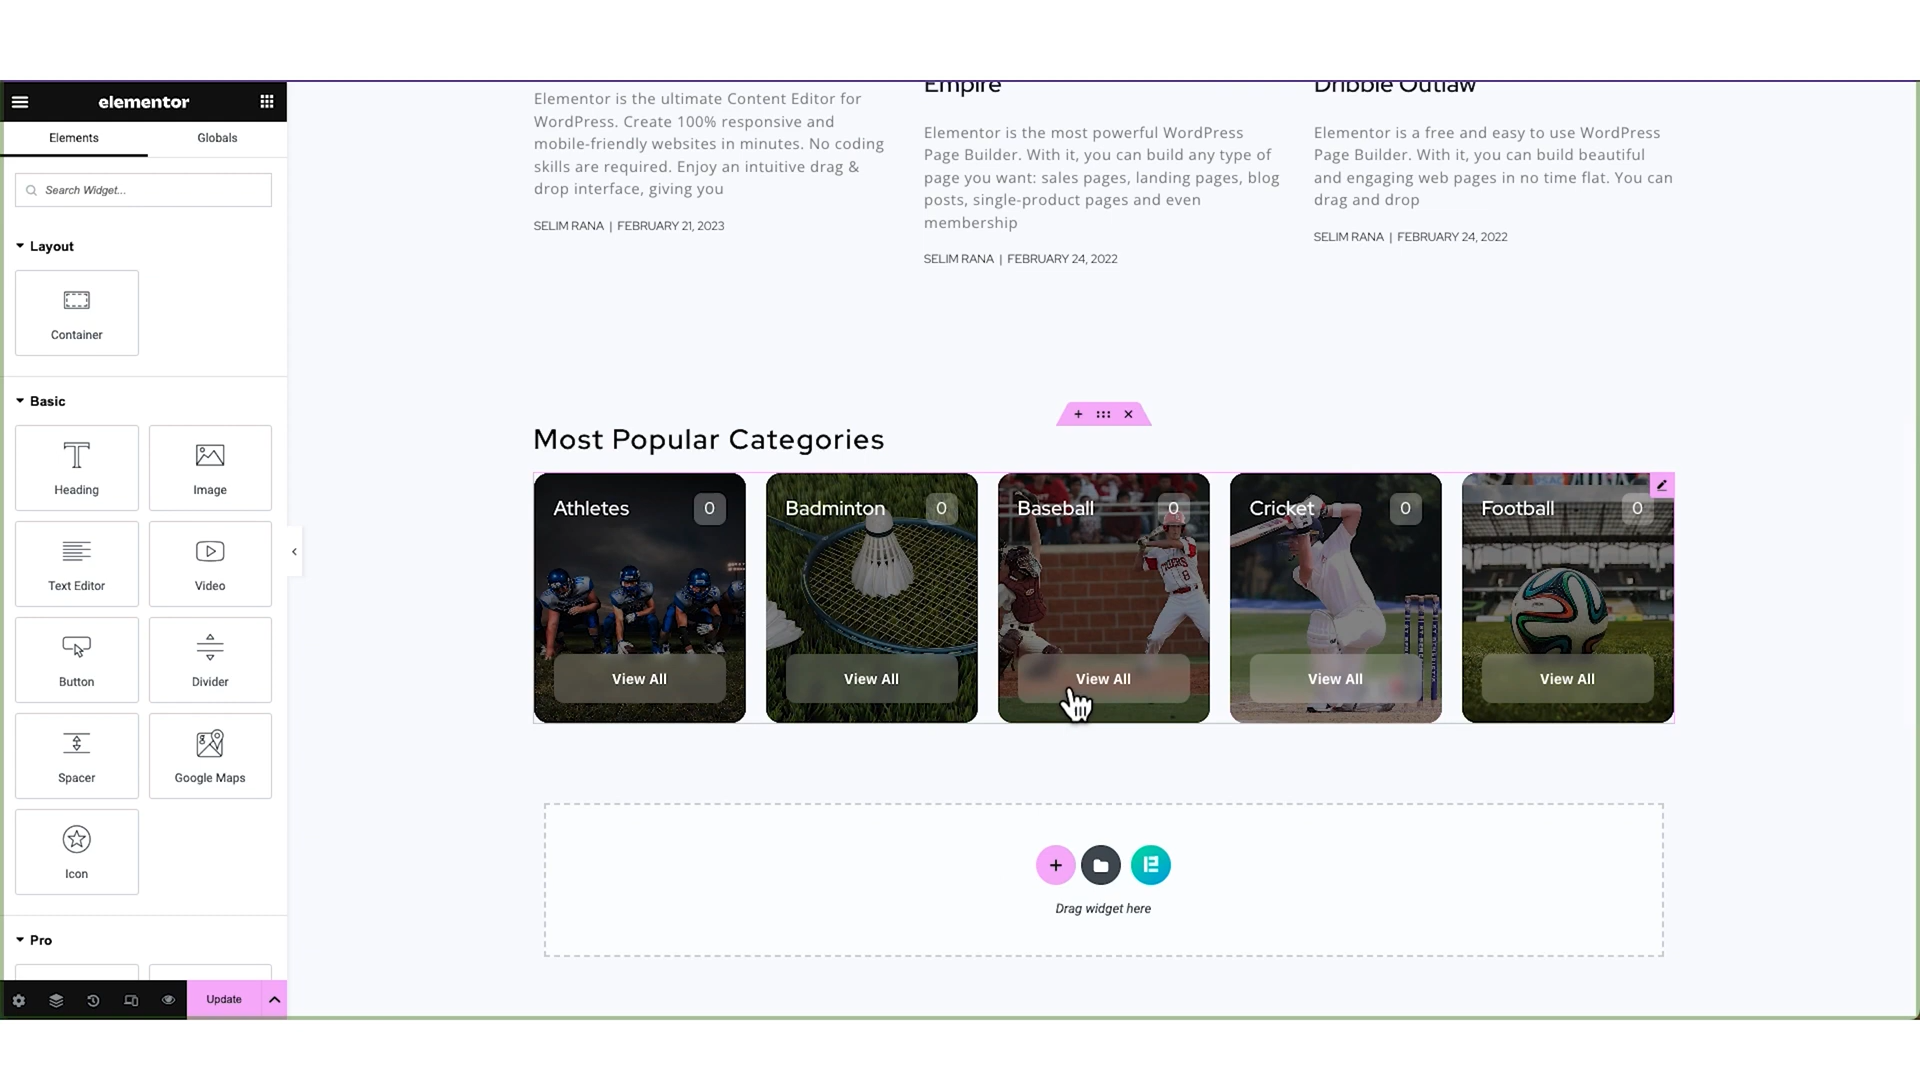 elementor
Elements
Globals
Search Widget...
Layout
Container
Basic
Heading
Image
Text Editor
Video
Button
Divider
Spacer
Google Maps
Icon
Pro
Update
Elementor is the ultimate Content Editor for
WordPress. Create 100% responsive and
mobile-friendly websites in minutes. No coding
skills are required. Enjoy an intuitive drag &
drop interface, giving you
SELIM RANA | FEBRUARY 21, 2023
Empire
Elementor is the most powerful WordPress
Page Builder. With it, you can build any type of
page you want: sales pages, landing pages, blog
posts, single-product pages and even
membership
SELIM RANA | FEBRUARY 24, 2022
Dribble Outlaw
Elementor is a free and easy to use WordPress
Page Builder. With it, you can build beautiful
and engaging web pages in no time flat. You can
drag and drop
SELIM RANA | FEBRUARY 24, 2022
Most Popular Categories
Athletes 0
View All
Badminton 0
View All
Baseball 0
View All
Cricket 0
View All
Football 0
View All
Drag widget here